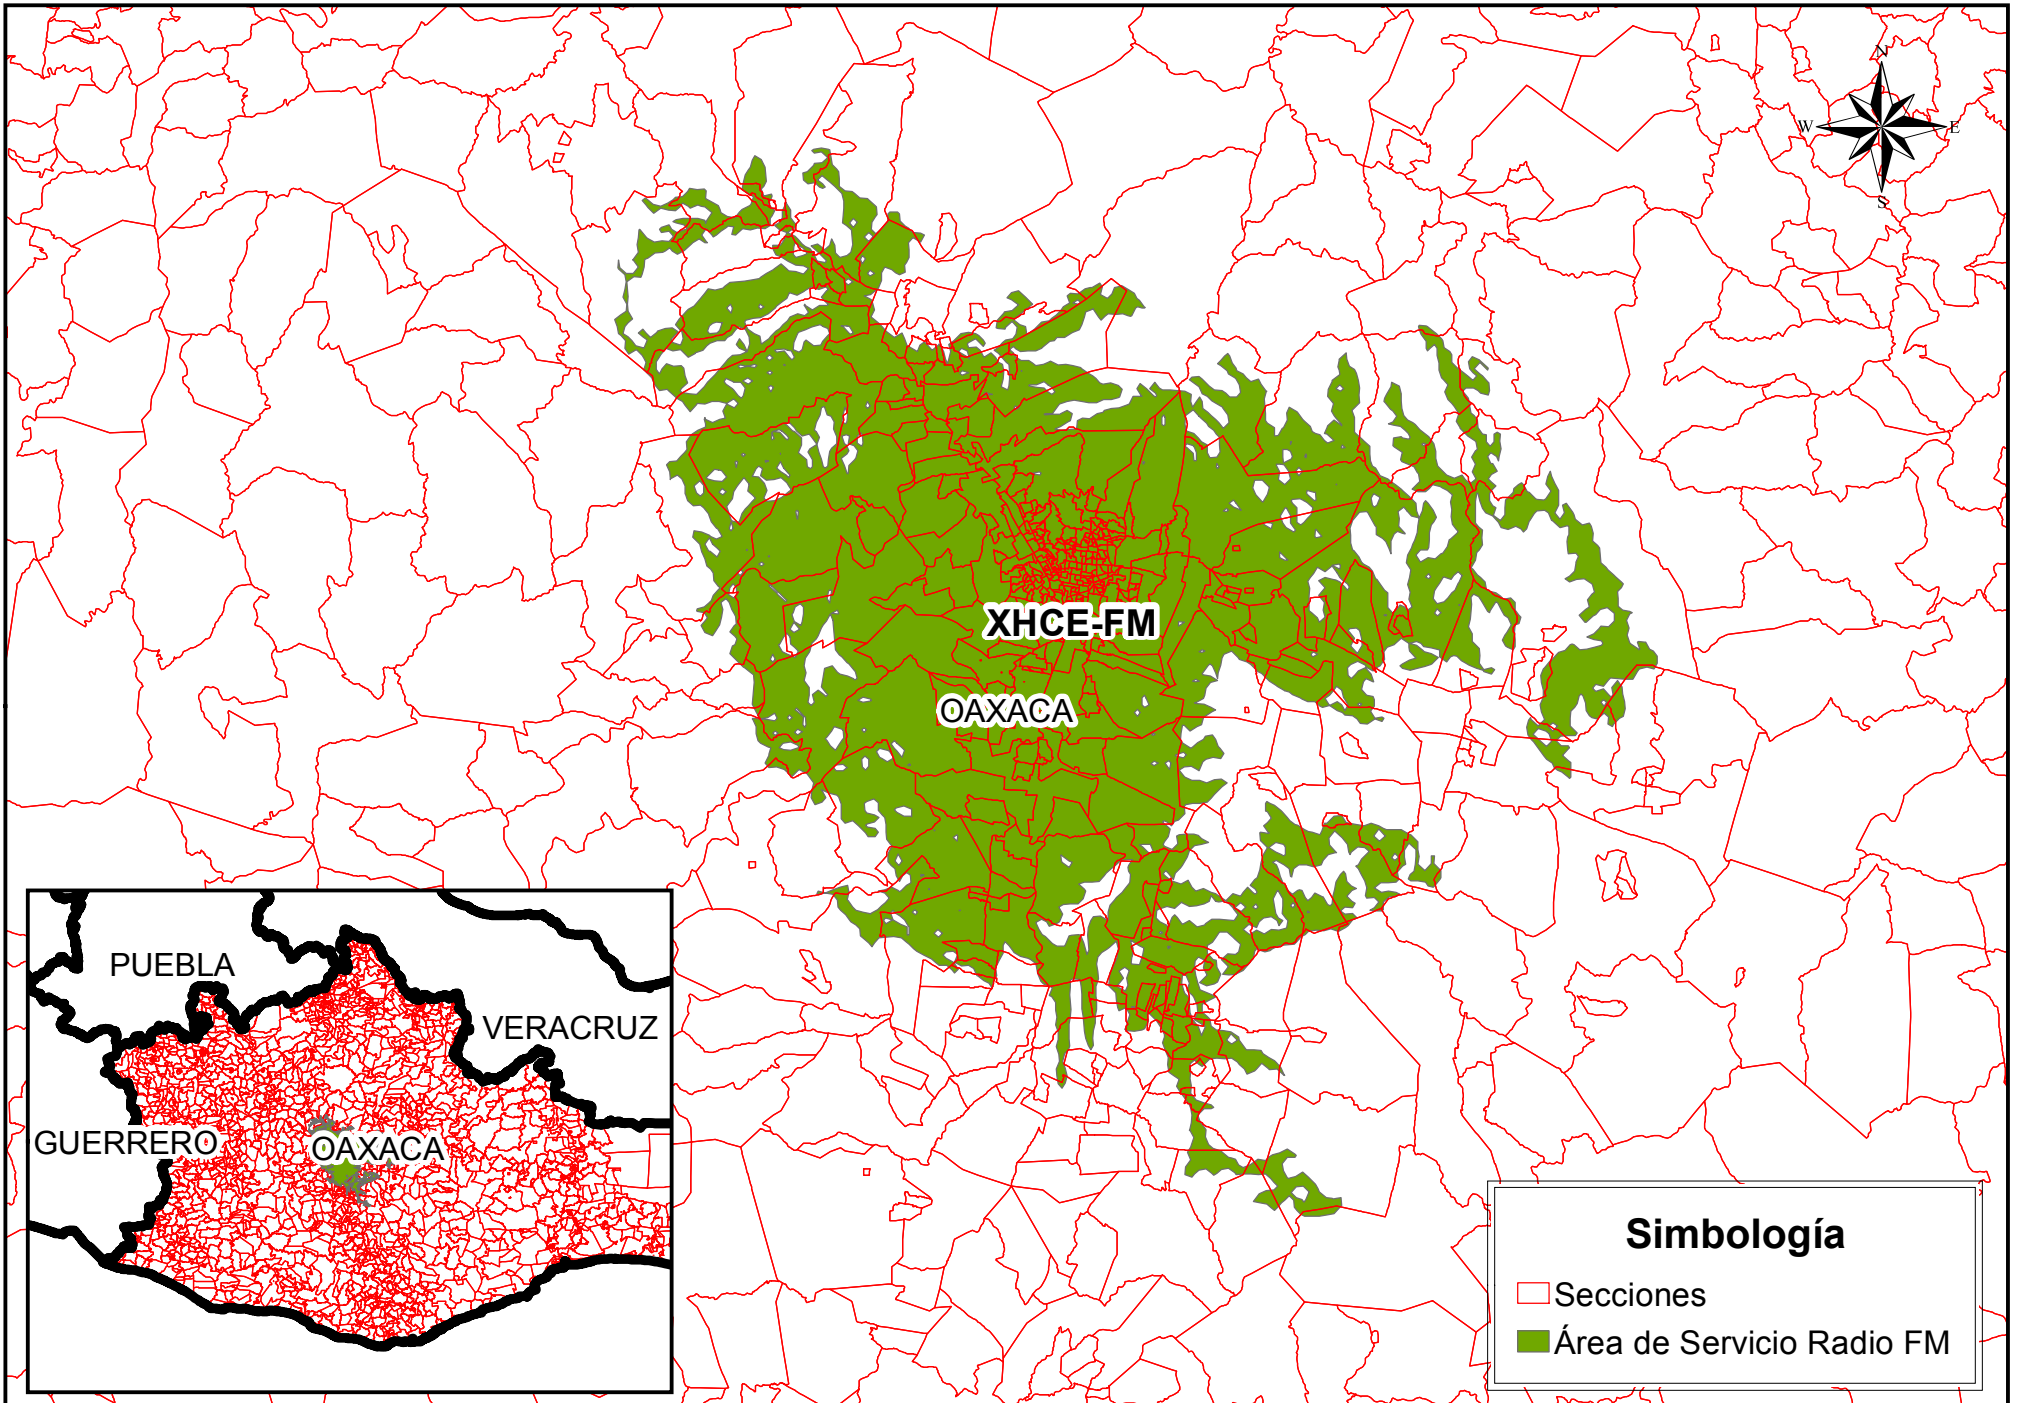 N
W E
S
XHCE-FM
OAXACA
PUEBLA
VERACRUZ
GUERRERO
OAXACA
Simbología
Secciones
Área de Servicio Radio FM